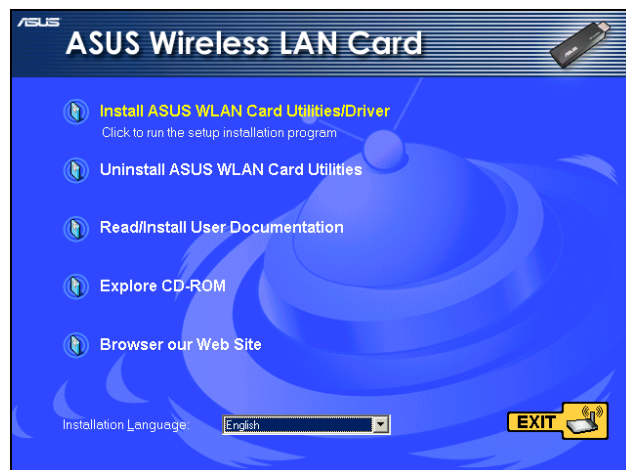 ASUS
ASUS Wireless LAN Card
Install ASUS WLAN Card Utilities/Driver
Click to run the setup installation program
Uninstall ASUS WLAN Card Utilities
Read/Install User Documentation
Explore CD-ROM
Browser our Web Site
Installation Language: English
EXIT